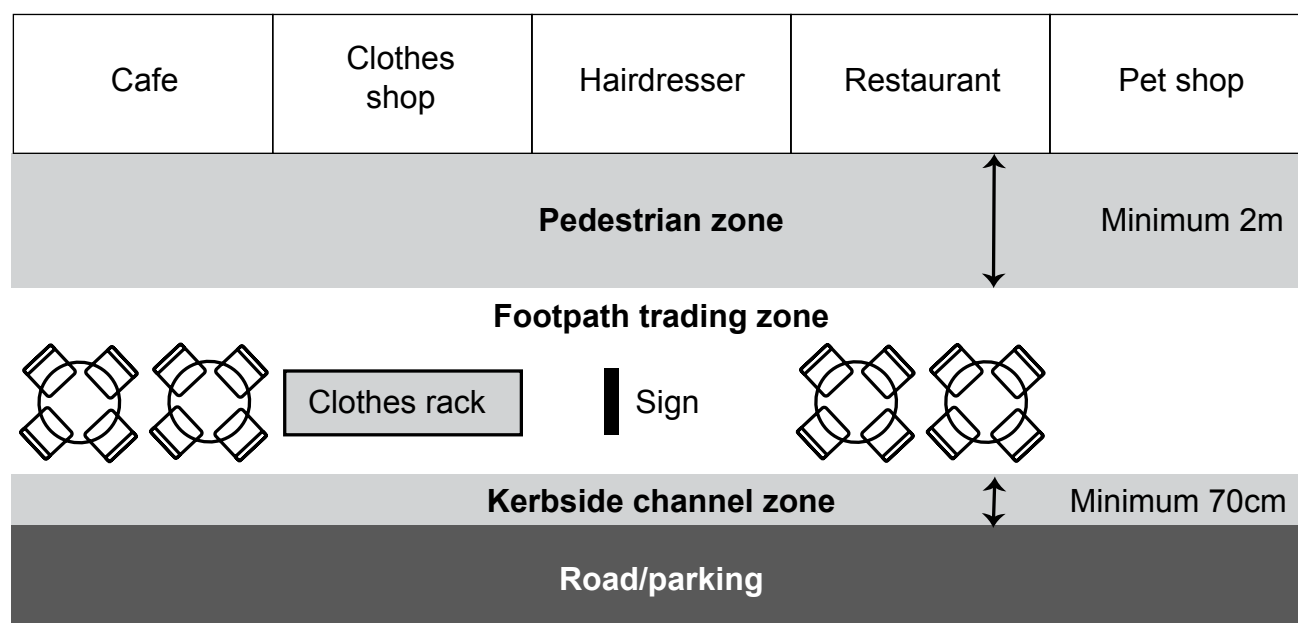 Cafe
Clothes
shop
Hairdresser
Restaurant
Pet shop
Pedestrian zone
Minimum 2m
Footpath trading zone
Clothes rack
Sign
Kerbside channel zone
Minimum 70cm
Road/parking